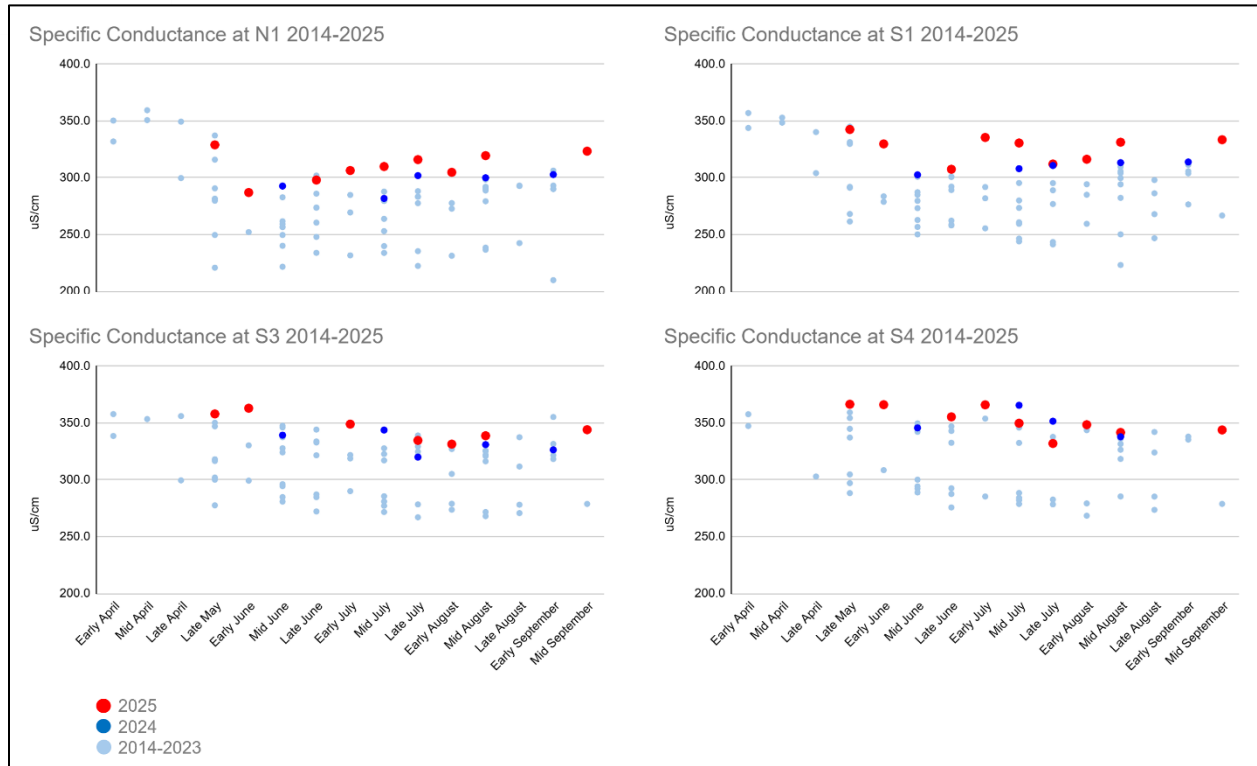 Specific Conductance at N1 2014-2025
400.0
350.0
300.0
250.0
200.0
uS/cm
Specific Conductance at S1 2014-2025
400.0
350.0
300.0
250.0
200.0
uS/cm
Specific Conductance at S3 2014-2025
400.0
350.0
300.0
250.0
200.0
uS/cm
Early April
Mid April
Late April
Late May
Early June
Mid June
Late June
Early July
Mid July
Late July
Early August
Mid August
Late August
Early September
Mid September
Specific Conductance at S4 2014-2025
400.0
350.0
300.0
250.0
200.0
uS/cm
Early April
Mid April
Late April
Late May
Early June
Mid June
Late June
Early July
Mid July
Late July
Early August
Mid August
Late August
Early September
Mid September
2025
2024
2014-2023